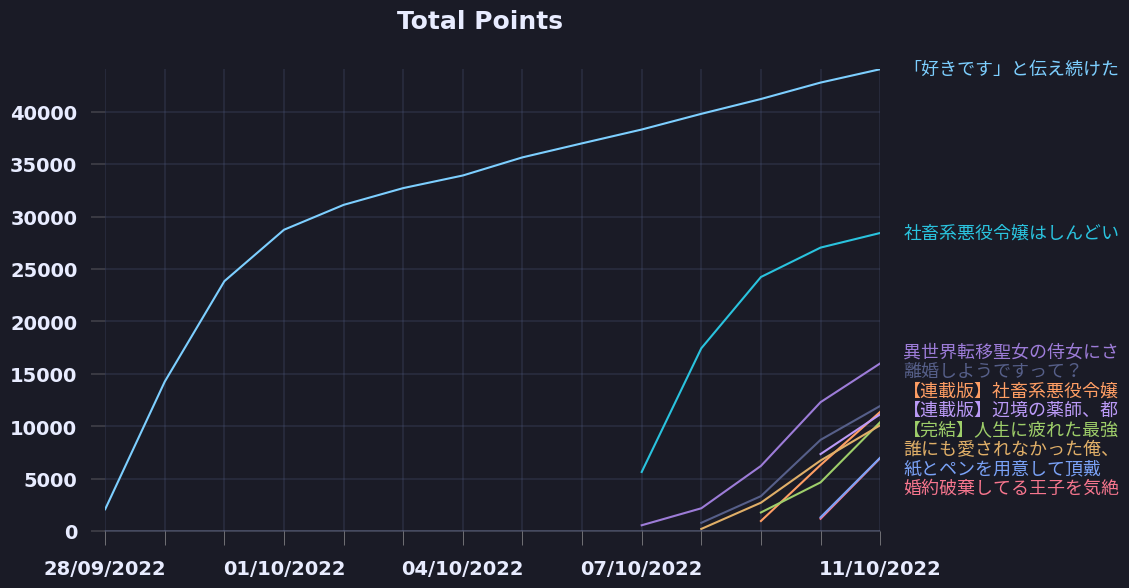 Total Points
40000
35000
30000
25000
20000
15000
10000
5000
0
28/09/2022
01/10/2022
04/10/2022
07/10/2022
11/10/2022
「好きです」と伝え続けた
社畜系悪役令嬢はしんどい
異世界転移聖女の侍女にさ
離婚しようですって？
【連載版】社畜系悪役令嬢
【連載版】辺境の薬師、都
【完結】人生に疲れた最強
誰にも愛されなかった俺、
紙とペンを用意して頂戴
婚約破棄してる王子を気絶